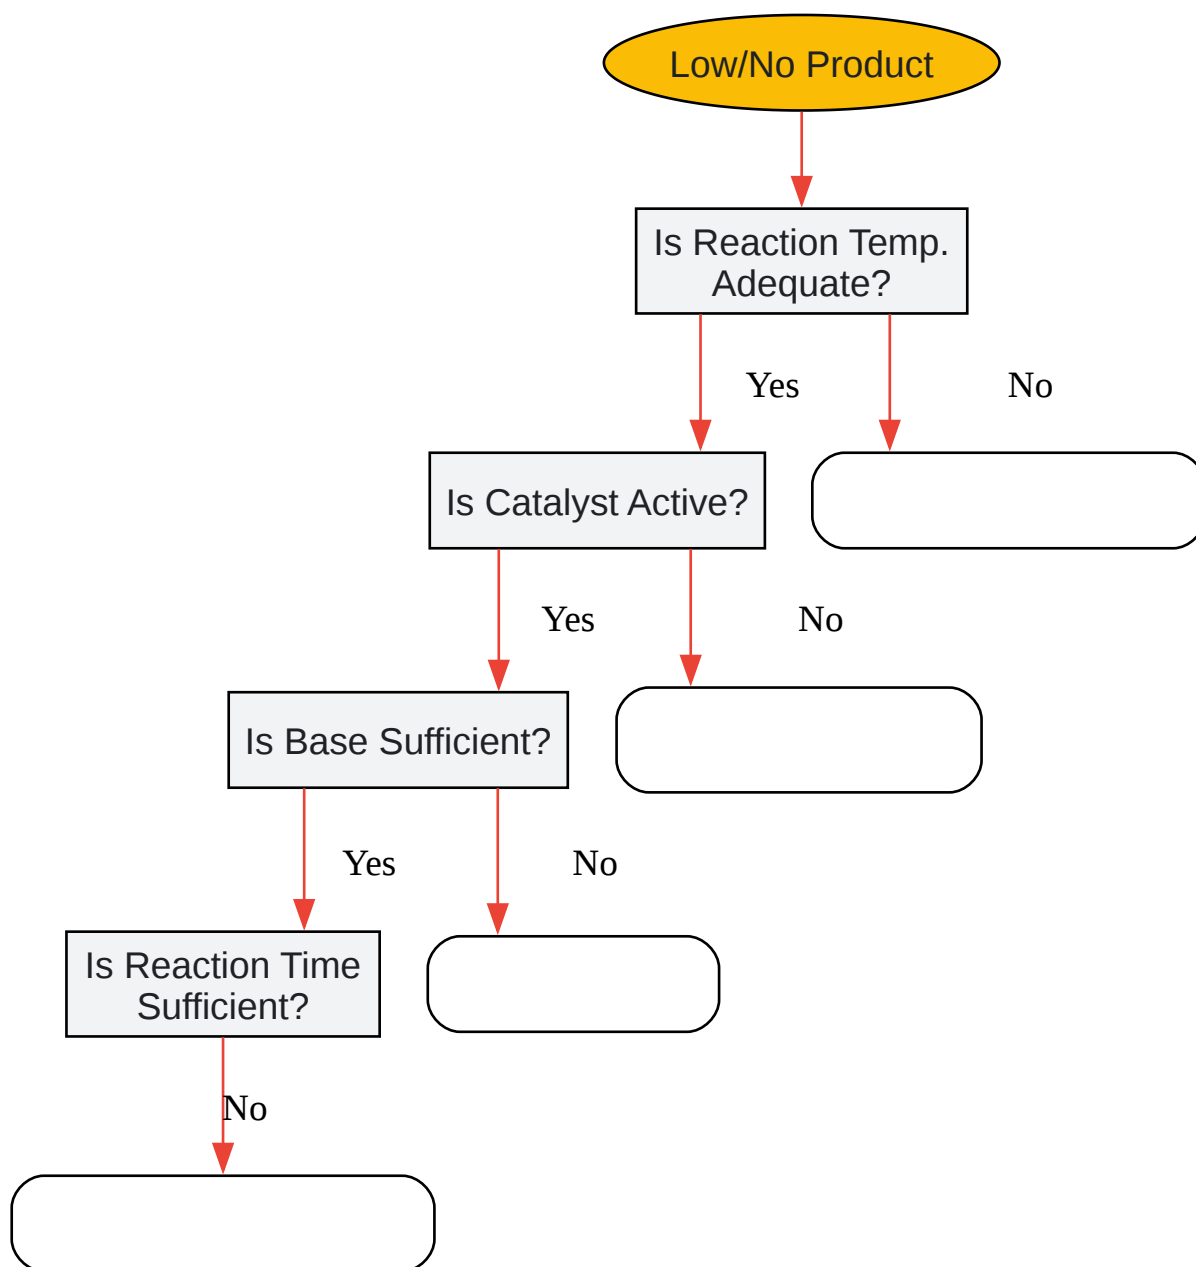 Low/No Product
Is Reaction Temp.
Adequate?
Yes
No
Is Catalyst Active?
Yes
No
Is Base Sufficient?
Yes
No
Is Reaction Time
Sufficient?
No